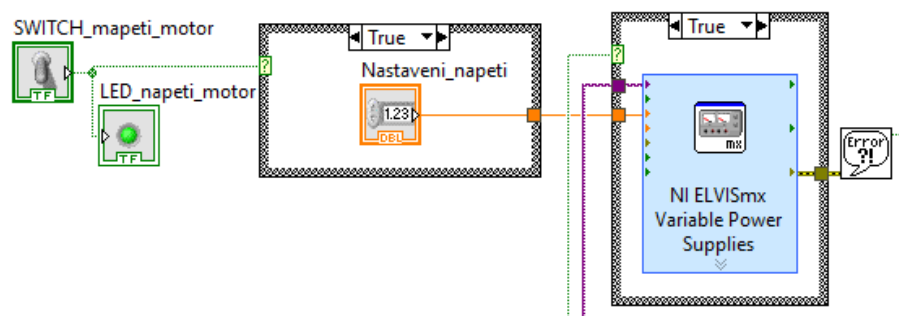 SWITCH_mapeti_motor
TF
LED_napeti_motor
TF
?
True
Nastaveni_napeti
1.23
DBL
?
True
mx
NI ELVISmx
Variable Power
Supplies
Error
?!